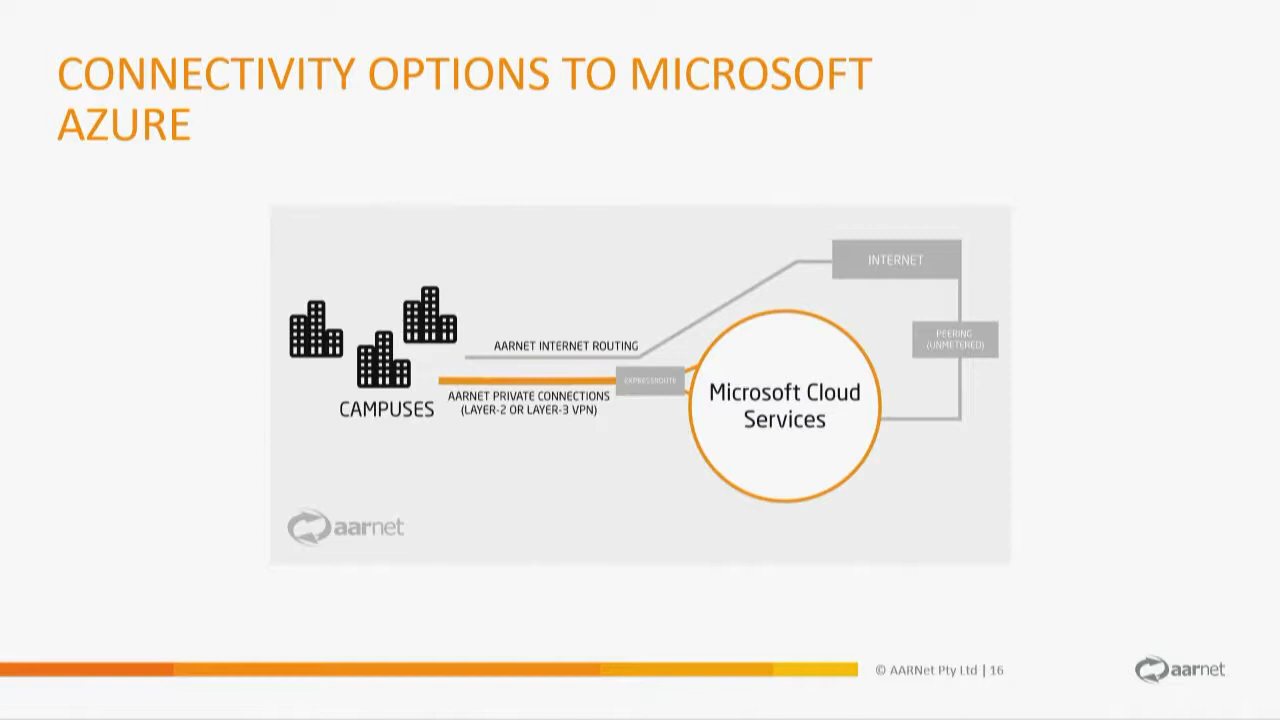 CONNECTIVITY OPTIONS TO MICROSOFT
AZURE
INTERNET
PEERING
(UNMETERED)
AARNET INTERNET ROUTING
EXPRESSROUTE
AARNET PRIVATE CONNECTIONS
(LAYER-2 OR LAYER-3 VPN)
CAMPUSES
Microsoft Cloud
Services
aarnet
© AARNet Pty Ltd | 16
aarnet